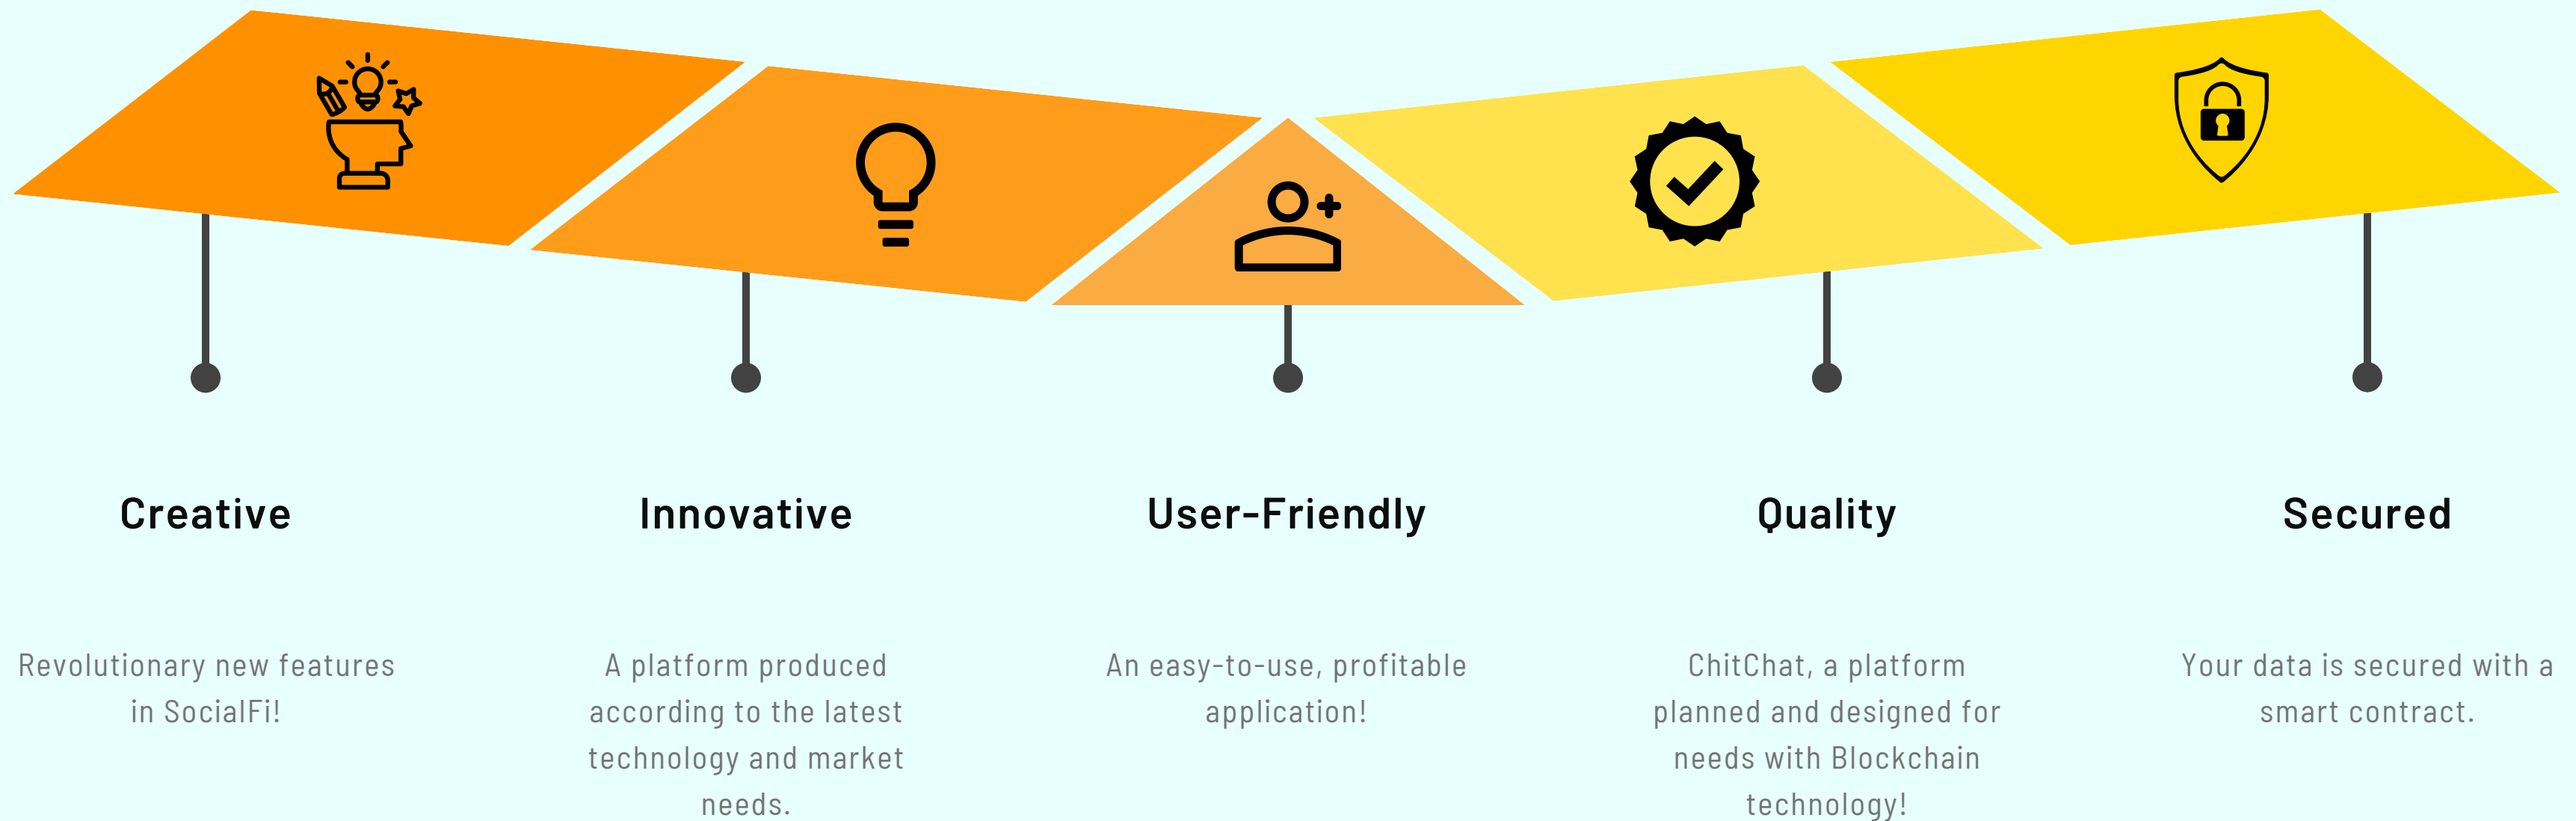 Creative
Revolutionary new features
in SocialFi!
Innovative
A platform produced
according to the latest
technology and market
needs.
User-Friendly
An easy-to-use, profitable
application!
Quality
ChitChat, a platform
planned and designed for
needs with Blockchain
technology!
Secured
Your data is secured with a
smart contract.